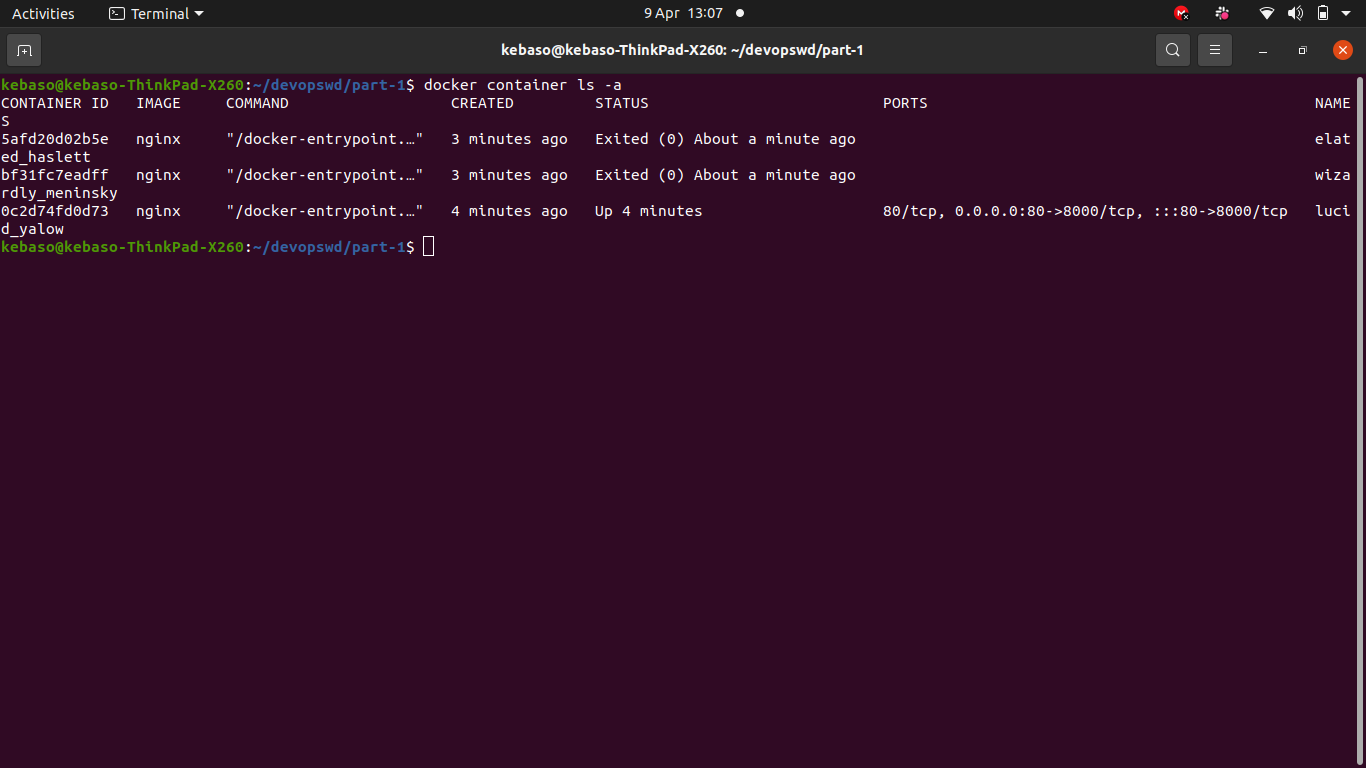 Activities Terminal 9 Apr 13:07
kebaso@kebaso-ThinkPad-X260: ~/devopswd/part-1
kebaso@kebaso-ThinkPad-X260:~/devopswd/part-1$ docker container ls -a
CONTAINER ID   IMAGE     COMMAND                  CREATED         STATUS                          PORTS                                           NAME
S
5afd20d02b5e   nginx     "/docker-entrypoint.…"   3 minutes ago   Exited (0) About a minute ago                                                   elat
ed_haslett
bf31fc7eadff   nginx     "/docker-entrypoint.…"   3 minutes ago   Exited (0) About a minute ago                                                   wiza
rdly_meninsky
0c2d74fd0d73   nginx     "/docker-entrypoint.…"   4 minutes ago   Up 4 minutes                    80/tcp, 0.0.0.0:80->8000/tcp, :::80->8000/tcp   luci
d_yalow
kebaso@kebaso-ThinkPad-X260:~/devopswd/part-1$